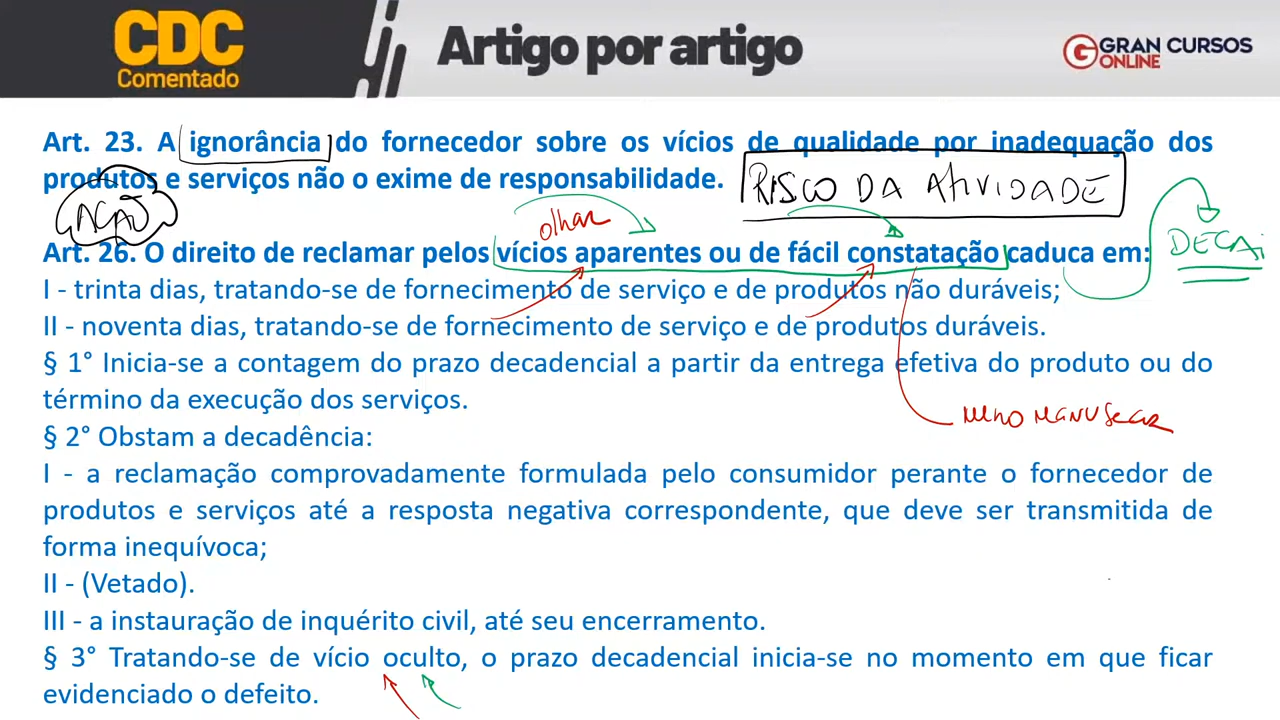 CDC
Comentado
Artigo por artigo
GRAN CURSOS
ONLINE
Art. 23. A ignorância do fornecedor sobre os vícios de qualidade por inadequação dos
produtos e serviços não o exime de responsabilidade.
RISCO DA ATIVIDADE
AÇÃO
olhar
Art. 26. O direito de reclamar pelos vícios aparentes ou de fácil constatação caduca em:
DECAI
I - trinta dias, tratando-se de fornecimento de serviço e de produtos não duráveis;
II - noventa dias, tratando-se de fornecimento de serviço e de produtos duráveis.
§ 1° Inicia-se a contagem do prazo decadencial a partir da entrega efetiva do produto ou do
término da execução dos serviços.
§ 2° Obstam a decadência:
I - a reclamação comprovadamente formulada pelo consumidor perante o fornecedor de
produtos e serviços até a resposta negativa correspondente, que deve ser transmitida de
forma inequívoca;
II - (Vetado).
III - a instauração de inquérito civil, até seu encerramento.
§ 3° Tratando-se de vício oculto, o prazo decadencial inicia-se no momento em que ficar
evidenciado o defeito.